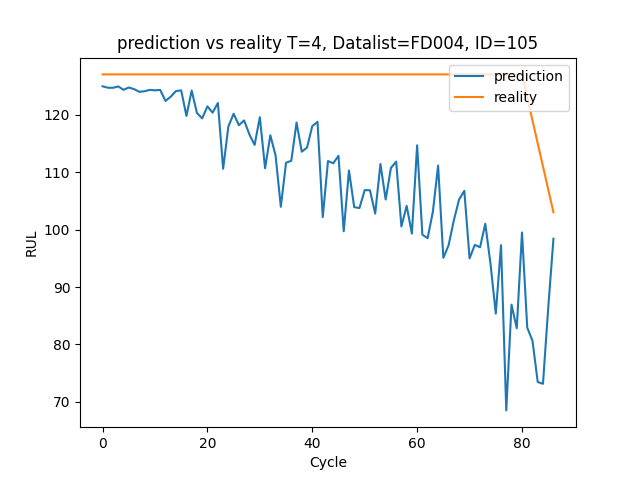 prediction vs reality T=4, Datalist=FD004, ID=105
prediction
reality
120
110
100
90
80
70
RUL
0 20 40 60 80
Cycle